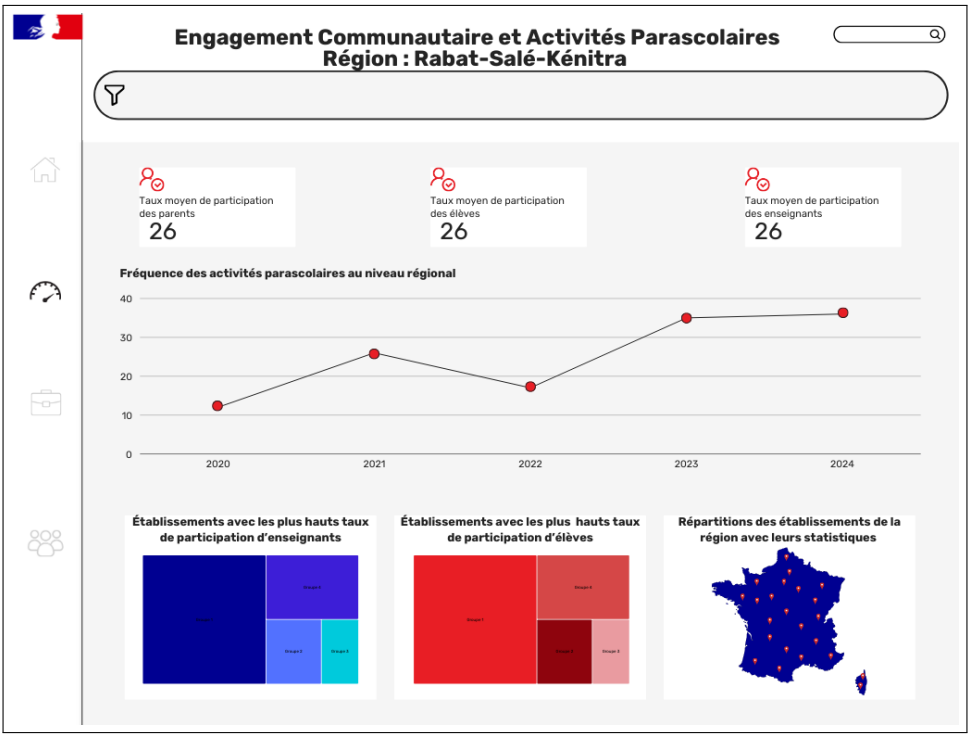 Engagement Communautaire et Activités Parascolaires
Région : Rabat-Salé-Kénitra
Taux moyen de participation
des parents
26
Taux moyen de participation
des élèves
26
Taux moyen de participation
des enseignants
26
Fréquence des activités parascolaires au niveau régional
40
30
20
10
0
2020
2021
2022
2023
2024
Établissements avec les plus hauts taux
de participation d’enseignants
Établissements avec les plus hauts taux
de participation d’élèves
Groupe 1
Répartitions des établissements de la
région avec leurs statistiques